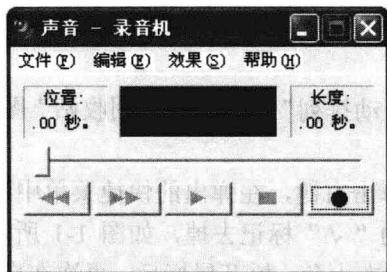 声音 - 录音机
文件(F) 编辑(E) 效果(S) 帮助(H)
位置: 长度:
.00 秒。 .00 秒。